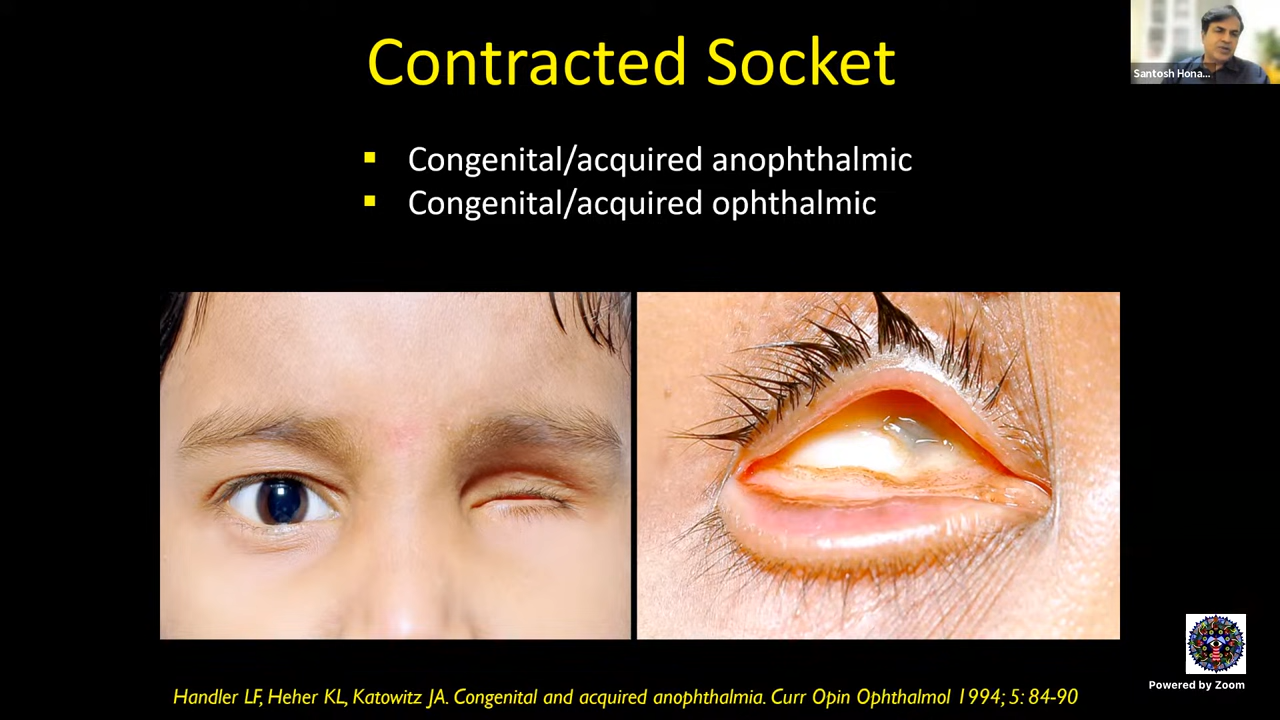 Contracted Socket
Santosh Hona...
▪ Congenital/acquired anophthalmic
▪ Congenital/acquired ophthalmic
Handler LF, Heher KL, Katowitz JA. Congenital and acquired anophthalmia. Curr Opin Ophthalmol 1994; 5: 84-90
Powered by Zoom